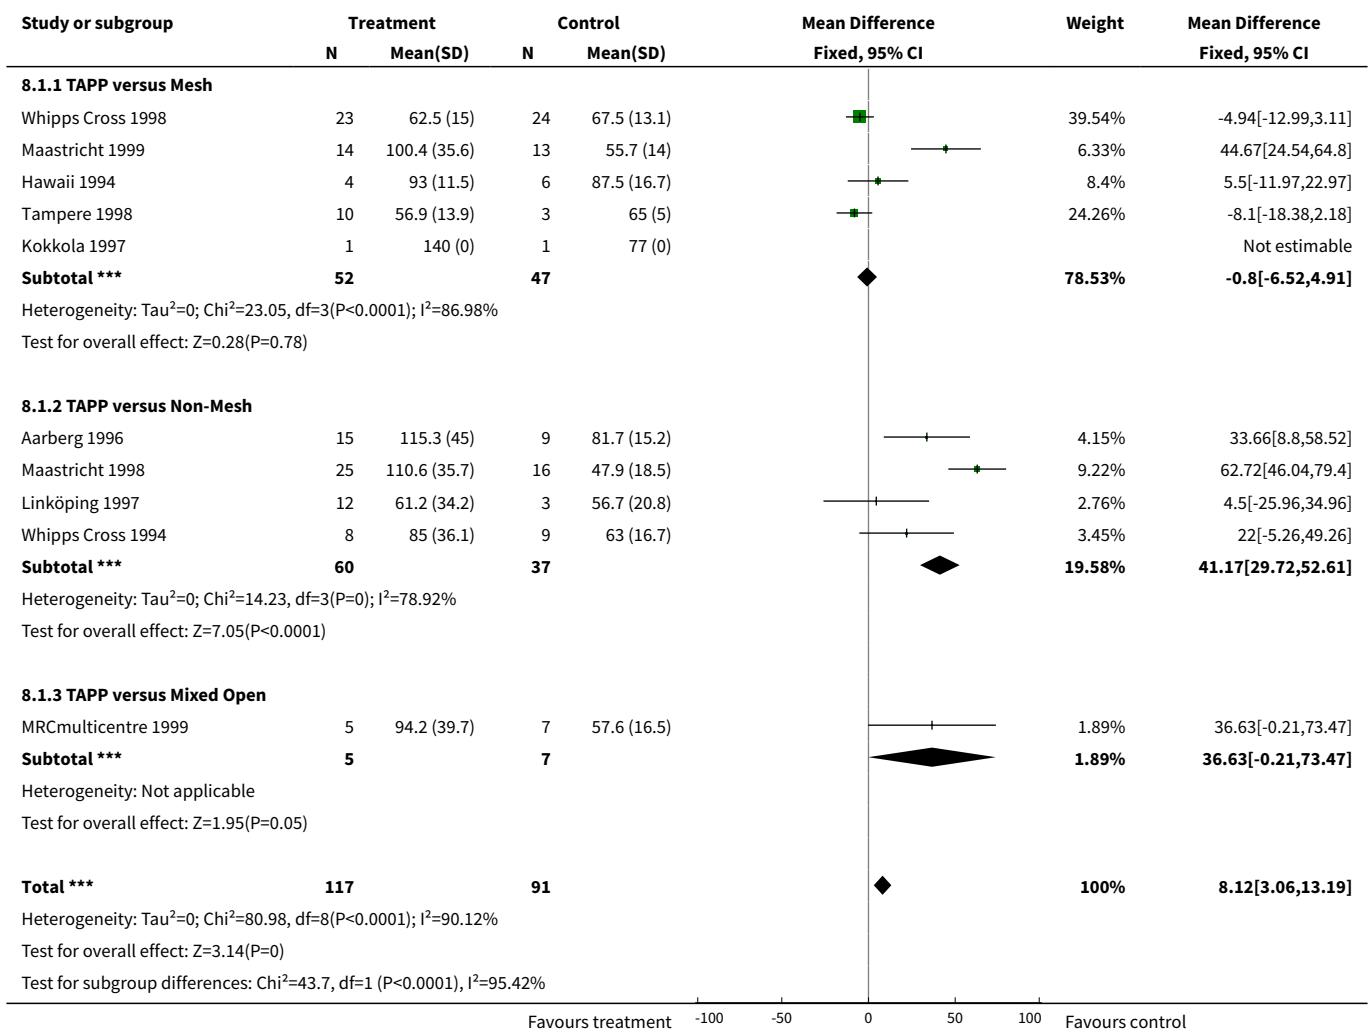 Study or subgroup Treatment Control Mean Difference Weight Mean Difference
N Mean(SD) N Mean(SD) Fixed, 95% CI Fixed, 95% CI
8.1.1 TAPP versus Mesh
Whipps Cross 1998 23 62.5 (15) 24 67.5 (13.1) 39.54% -4.94[-12.99,3.11]
Maastricht 1999 14 100.4 (35.6) 13 55.7 (14) 6.33% 44.67[24.54,64.8]
Hawaii 1994 4 93 (11.5) 6 87.5 (16.7) 8.4% 5.5[-11.97,22.97]
Tampere 1998 10 56.9 (13.9) 3 65 (5) 24.26% -8.1[-18.38,2.18]
Kokkola 1997 1 140 (0) 1 77 (0) Not estimable
Subtotal *** 52 47 78.53% -0.8[-6.52,4.91]
Heterogeneity: Tau²=0; Chi²=23.05, df=3(P<0.0001); I²=86.98%
Test for overall effect: Z=0.28(P=0.78)
8.1.2 TAPP versus Non-Mesh
Aarberg 1996 15 115.3 (45) 9 81.7 (15.2) 4.15% 33.66[8.8,58.52]
Maastricht 1998 25 110.6 (35.7) 16 47.9 (18.5) 9.22% 62.72[46.04,79.4]
Linköping 1997 12 61.2 (34.2) 3 56.7 (20.8) 2.76% 4.5[-25.96,34.96]
Whipps Cross 1994 8 85 (36.1) 9 63 (16.7) 3.45% 22[-5.26,49.26]
Subtotal *** 60 37 19.58% 41.17[29.72,52.61]
Heterogeneity: Tau²=0; Chi²=14.23, df=3(P=0); I²=78.92%
Test for overall effect: Z=7.05(P<0.0001)
8.1.3 TAPP versus Mixed Open
MRCmulticentre 1999 5 94.2 (39.7) 7 57.6 (16.5) 1.89% 36.63[-0.21,73.47]
Subtotal *** 5 7 1.89% 36.63[-0.21,73.47]
Heterogeneity: Not applicable
Test for overall effect: Z=1.95(P=0.05)
Total *** 117 91 100% 8.12[3.06,13.19]
Heterogeneity: Tau²=0; Chi²=80.98, df=8(P<0.0001); I²=90.12%
Test for overall effect: Z=3.14(P=0)
Test for subgroup differences: Chi²=43.7, df=1 (P<0.0001), I²=95.42%
Favours treatment -100 -50 0 50 100 Favours control